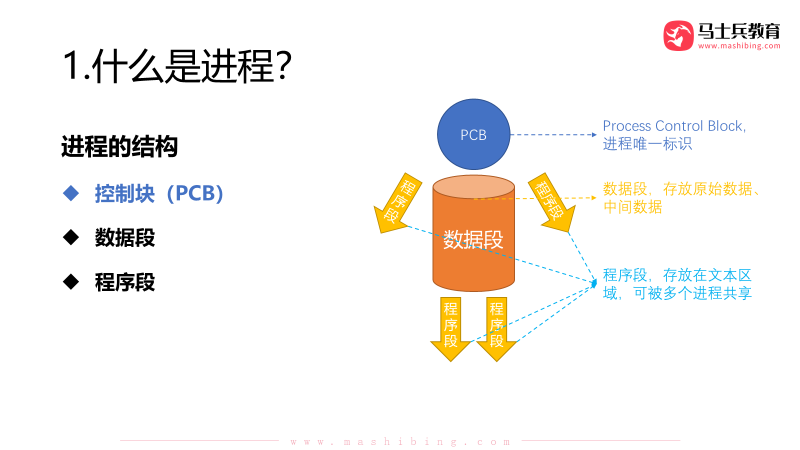 马士兵教育
www.mashibing.com
1.什么是进程?
进程的结构
控制块（PCB）
数据段
程序段
PCB
Process Control Block，
进程唯一标识
程序段
程序段
数据段，存放原始数据、
中间数据
数据段
程序段，存放在文本区
域，可被多个进程共享
程序段
程序段
www.mashibing.com